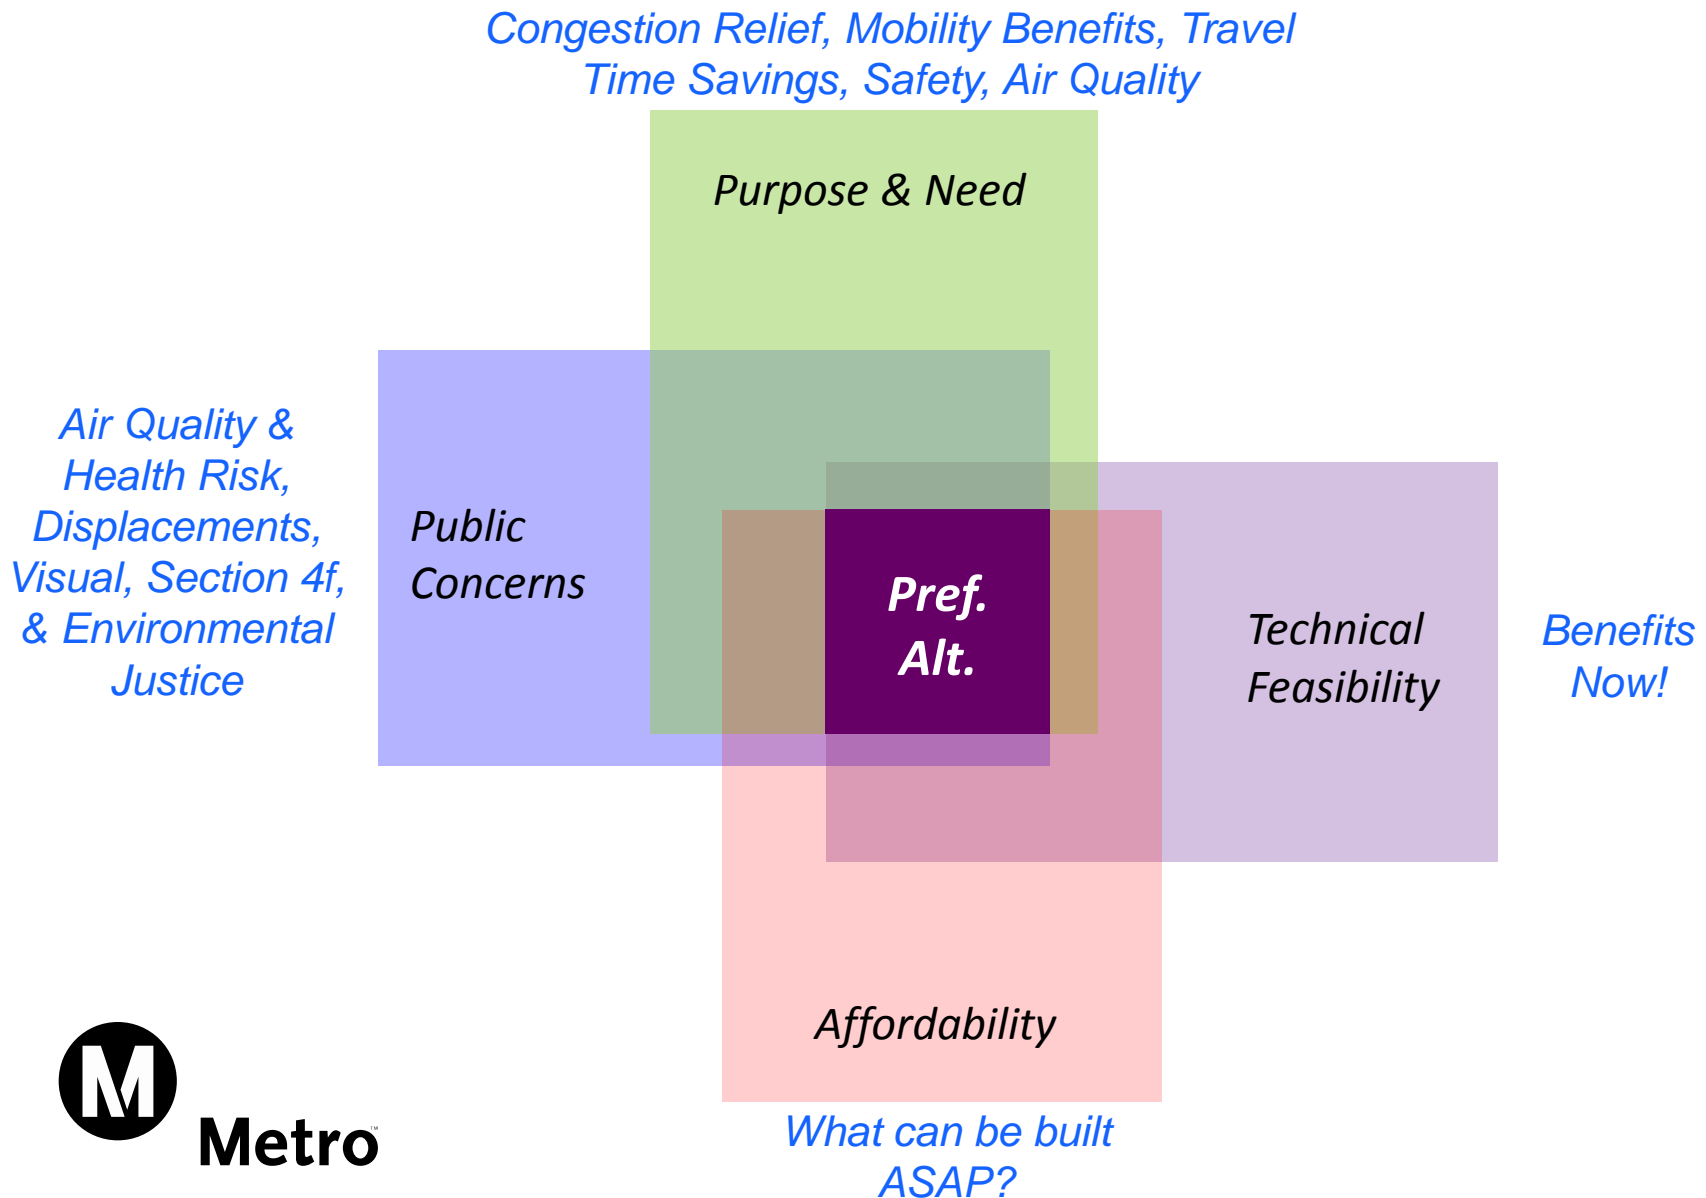 Congestion Relief, Mobility Benefits, Travel
Time Savings, Safety, Air Quality
Purpose & Need
Air Quality &
Health Risk,
Displacements,
Visual, Section 4f,
& Environmental
Justice
Public
Concerns
Pref.
Alt.
Technical
Feasibility
Benefits
Now!
Affordability
What can be built
ASAP?
M
Metro™